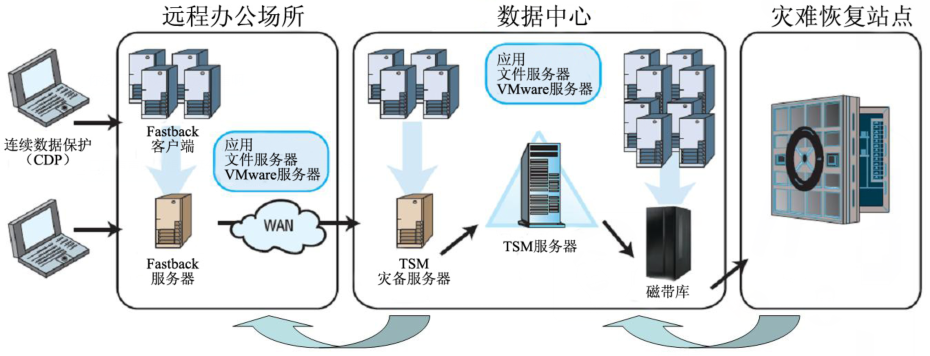 远程办公场所
数据中心
灾难恢复站点
连续数据保护
（CDP）
Fastback
客户端
应用
文件服务器
VMware服务器
Fastback
服务器
WAN
应用
文件服务器
VMware服务器
TSM
灾备服务器
TSM服务器
磁带库